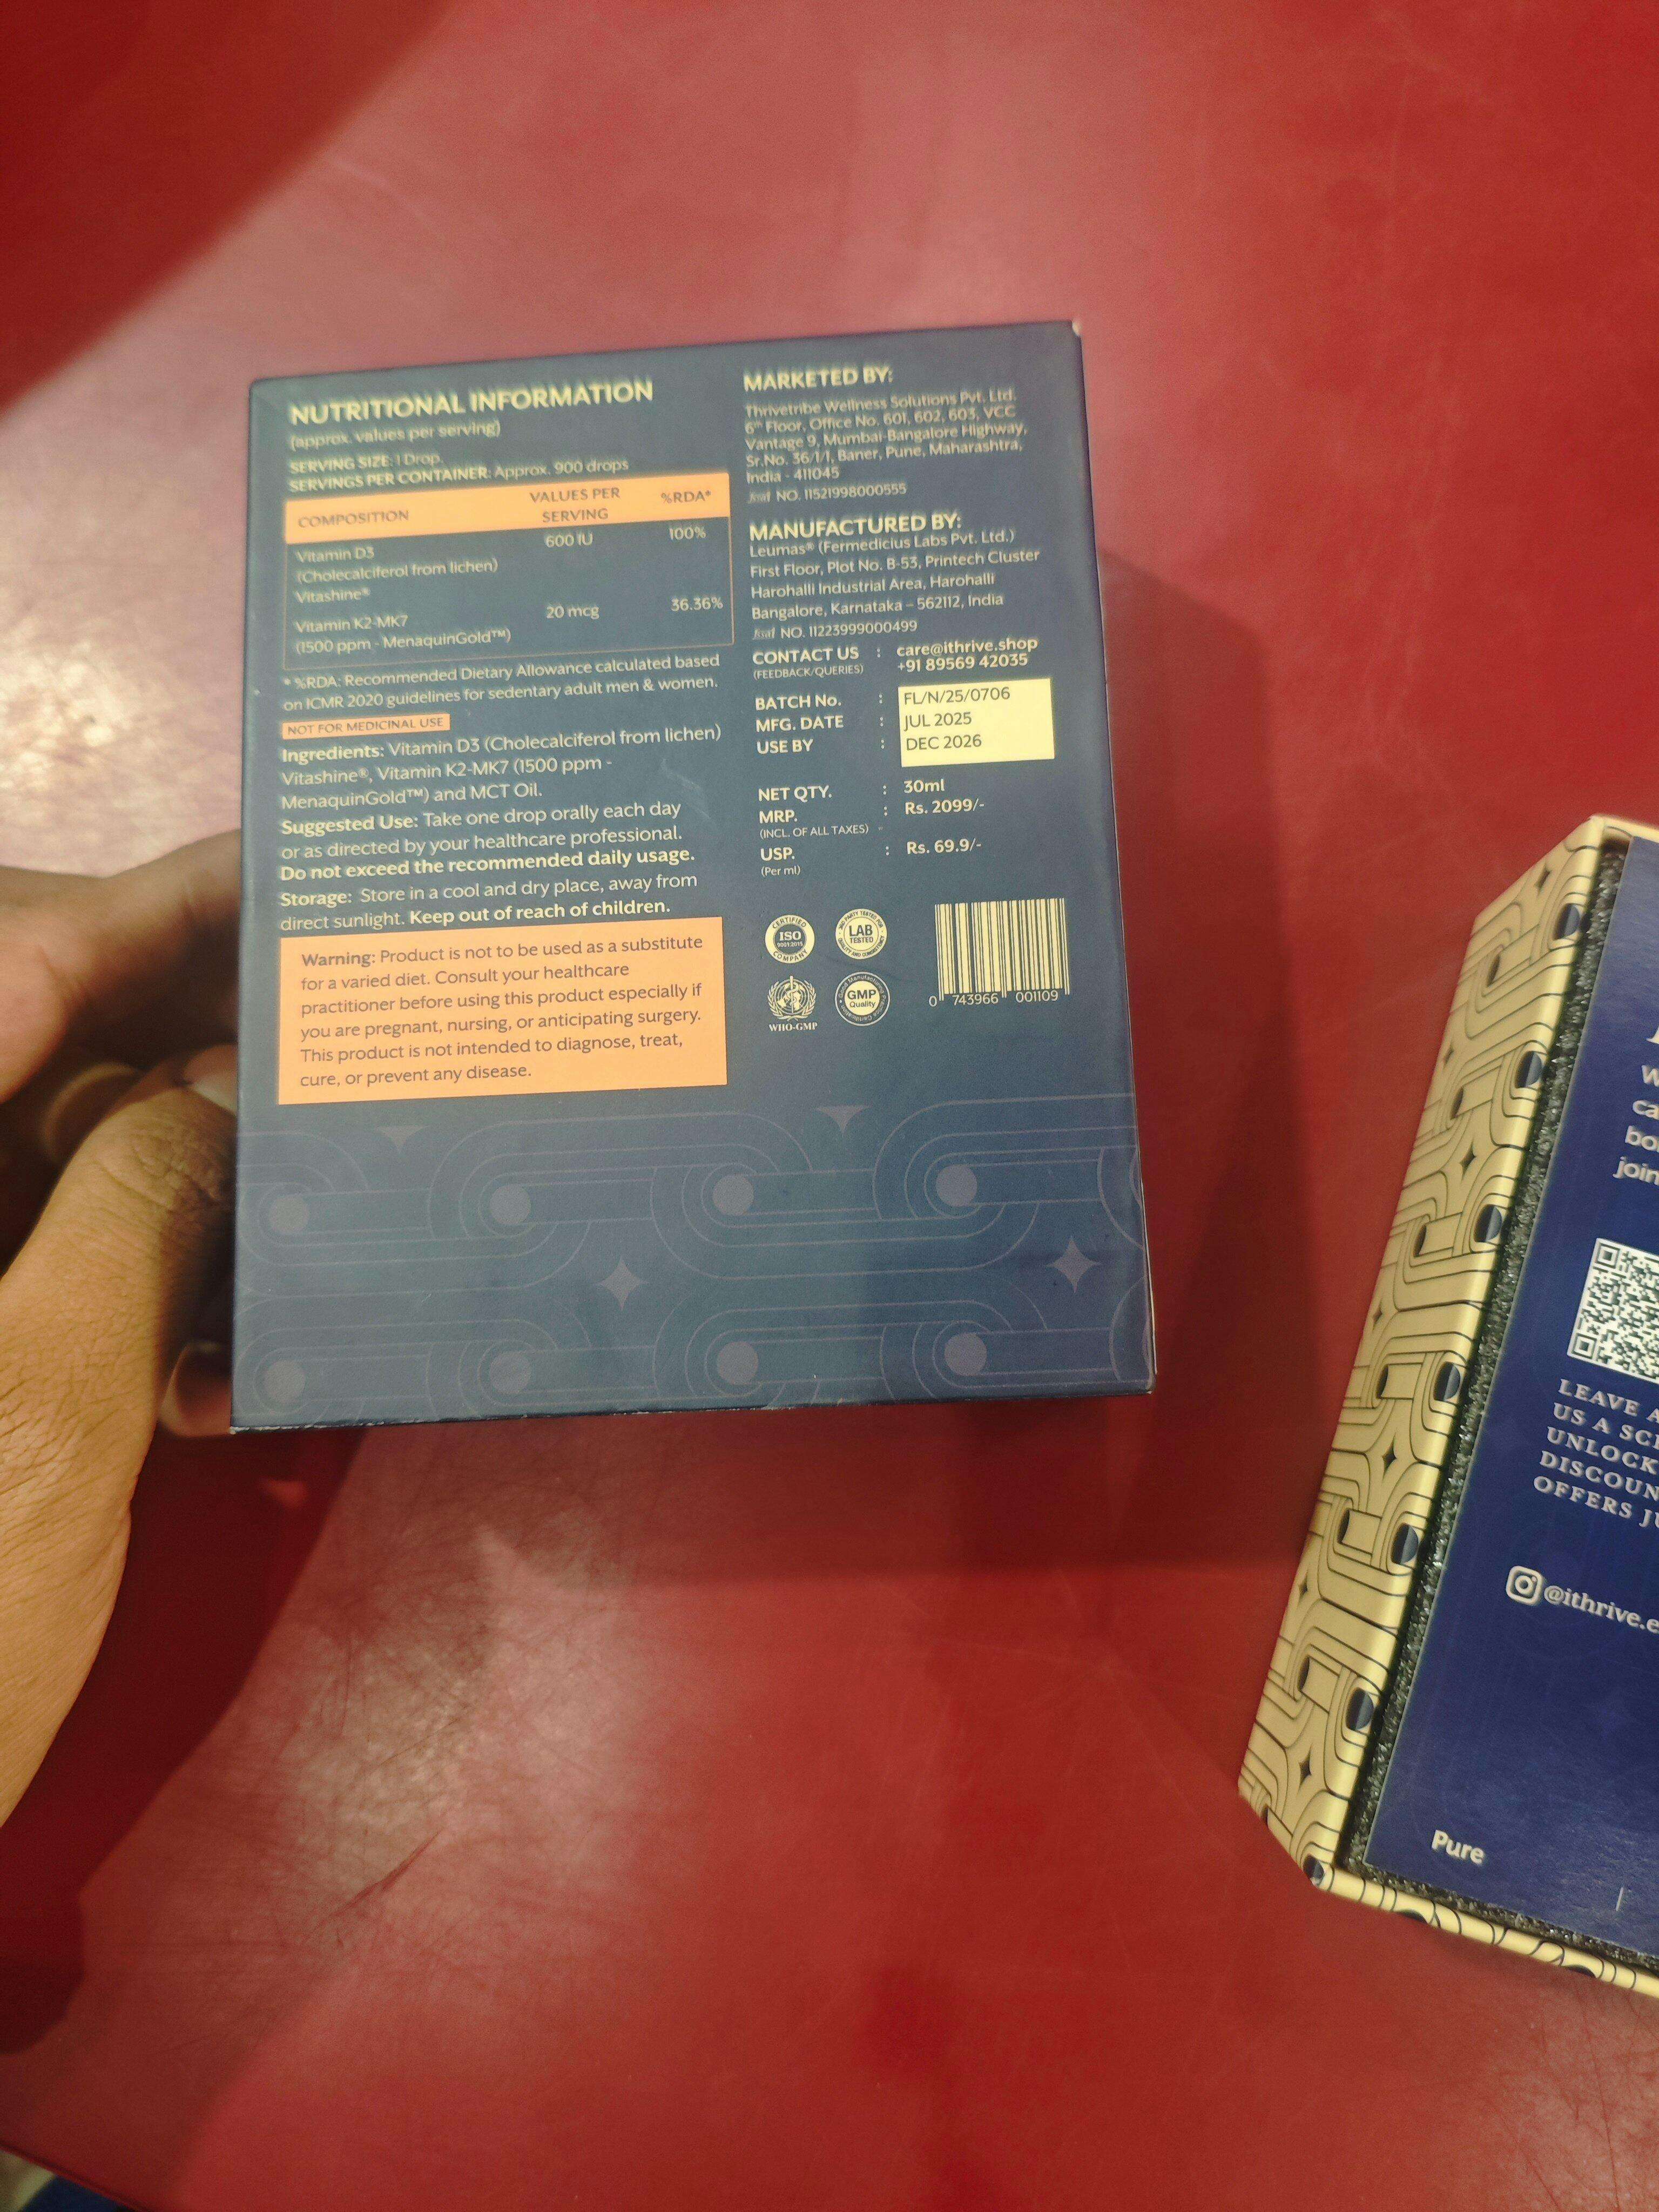 NUTRITIONAL INFORMATION
(approx. values per serving)
SERVING SIZE: 1 Drop.
SERVINGS PER CONTAINER: Approx. 900 drops
COMPOSITION VALUES PER SERVING %RDA*
Vitamin D3 600 IU 100%
(Cholecalciferol from lichen)
Vitashine®
Vitamin K2-MK7 20 mcg 36.36%
(1500 ppm - MenaquinGold™)
* %RDA: Recommended Dietary Allowance calculated based
on ICMR 2020 guidelines for sedentary adult men & women.
NOT FOR MEDICINAL USE
Ingredients: Vitamin D3 (Cholecalciferol from lichen)
Vitashine®, Vitamin K2-MK7 (1500 ppm -
MenaquinGold™) and MCT Oil.
Suggested Use: Take one drop orally each day
or as directed by your healthcare professional.
Do not exceed the recommended daily usage.
Storage: Store in a cool and dry place, away from
direct sunlight. Keep out of reach of children.
Warning: Product is not to be used as a substitute
for a varied diet. Consult your healthcare
practitioner before using this product especially if
you are pregnant, nursing, or anticipating surgery.
This product is not intended to diagnose, treat,
cure, or prevent any disease.
MARKETED BY:
Thrivetribe Wellness Solutions Pvt. Ltd.
6th Floor, Office No. 601, 602, 603, VCC
Vantage 9, Mumbai-Bangalore Highway,
Sr.No. 36/1/1, Baner, Pune, Maharashtra,
India - 411045
fssai NO. 11521998000555
MANUFACTURED BY:
Leumas® (Fermedicius Labs Pvt. Ltd.)
First Floor, Plot No. B-53, Printech Cluster
Harohalli Industrial Area, Harohalli
Bangalore, Karnataka – 562112, India
fssai NO. 11223999000499
CONTACT US : care@ithrive.shop
(FEEDBACK/QUERIES) +91 89569 42035
BATCH No. : FL/N/25/0706
MFG. DATE : JUL 2025
USE BY : DEC 2026
NET QTY. : 30ml
MRP. : Rs. 2099/-
(INCL. OF ALL TAXES)
USP. : Rs. 69.9/-
(Per ml)
CERTIFIED ISO 9001:2015 COMPANY
LAB TESTED
WHO-GMP
GMP Quality
0 743966 001109
join
LEAVE A
US A
UNLOCK
DISCOUN
OFFERS
@ithrive.e
Pure